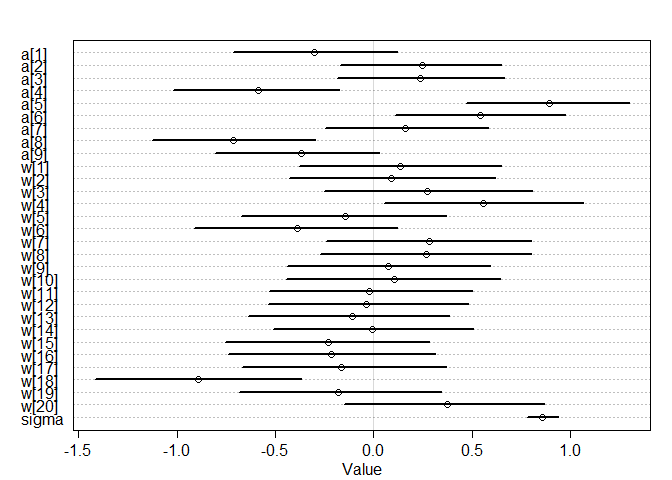 a[1]
a[2]
a[3]
a[4]
a[5]
a[6]
a[7]
a[8]
a[9]
w[1]
w[2]
w[3]
w[4]
w[5]
w[6]
w[7]
w[8]
w[9]
w[10]
w[11]
w[12]
w[13]
w[14]
w[15]
w[16]
w[17]
w[18]
w[19]
w[20]
sigma
-1.5 -1.0 -0.5 0.0 0.5 1.0
Value